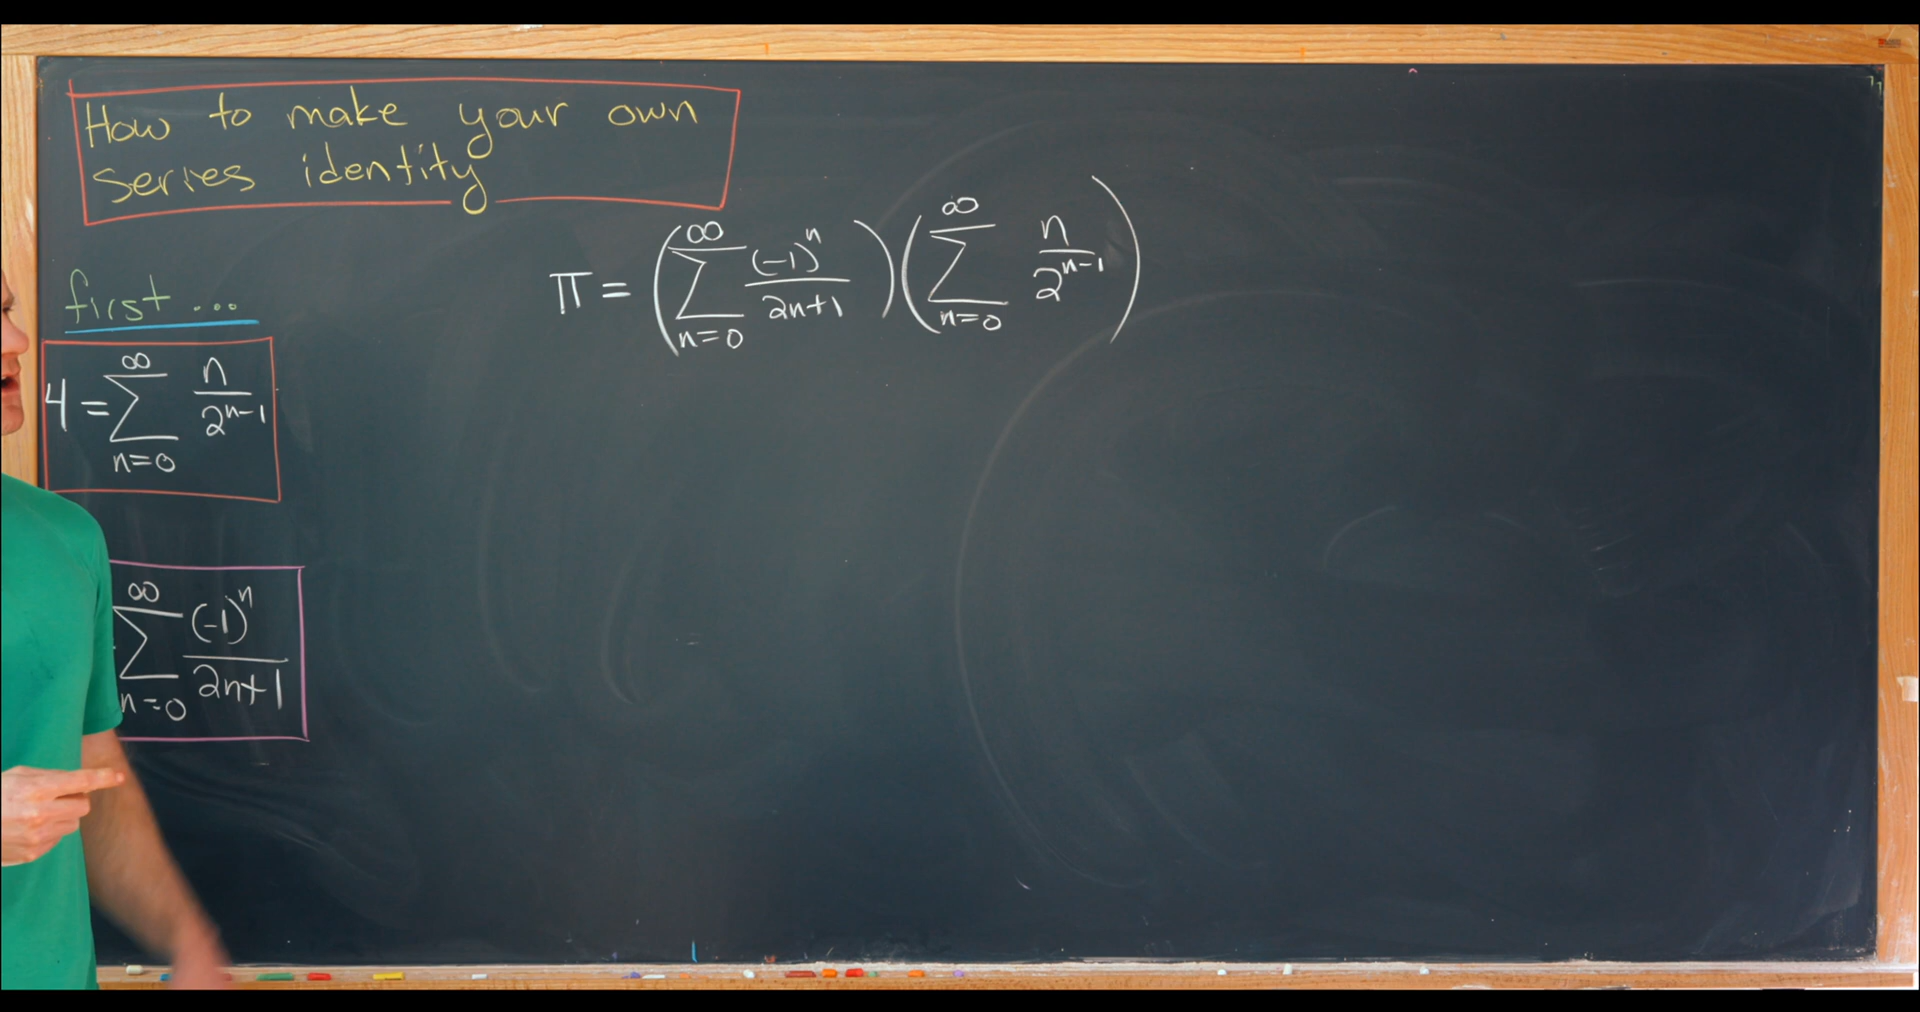 How to make your own
series identity
first ...
4 = ∑_{n=0}^{∞} n/2^{n-1}
∑_{n=0}^{∞} (-1)^n/(2n+1)
π = (∑_{n=0}^{∞} (-1)^n/(2n+1)) (∑_{n=0}^{∞} n/2^{n-1})